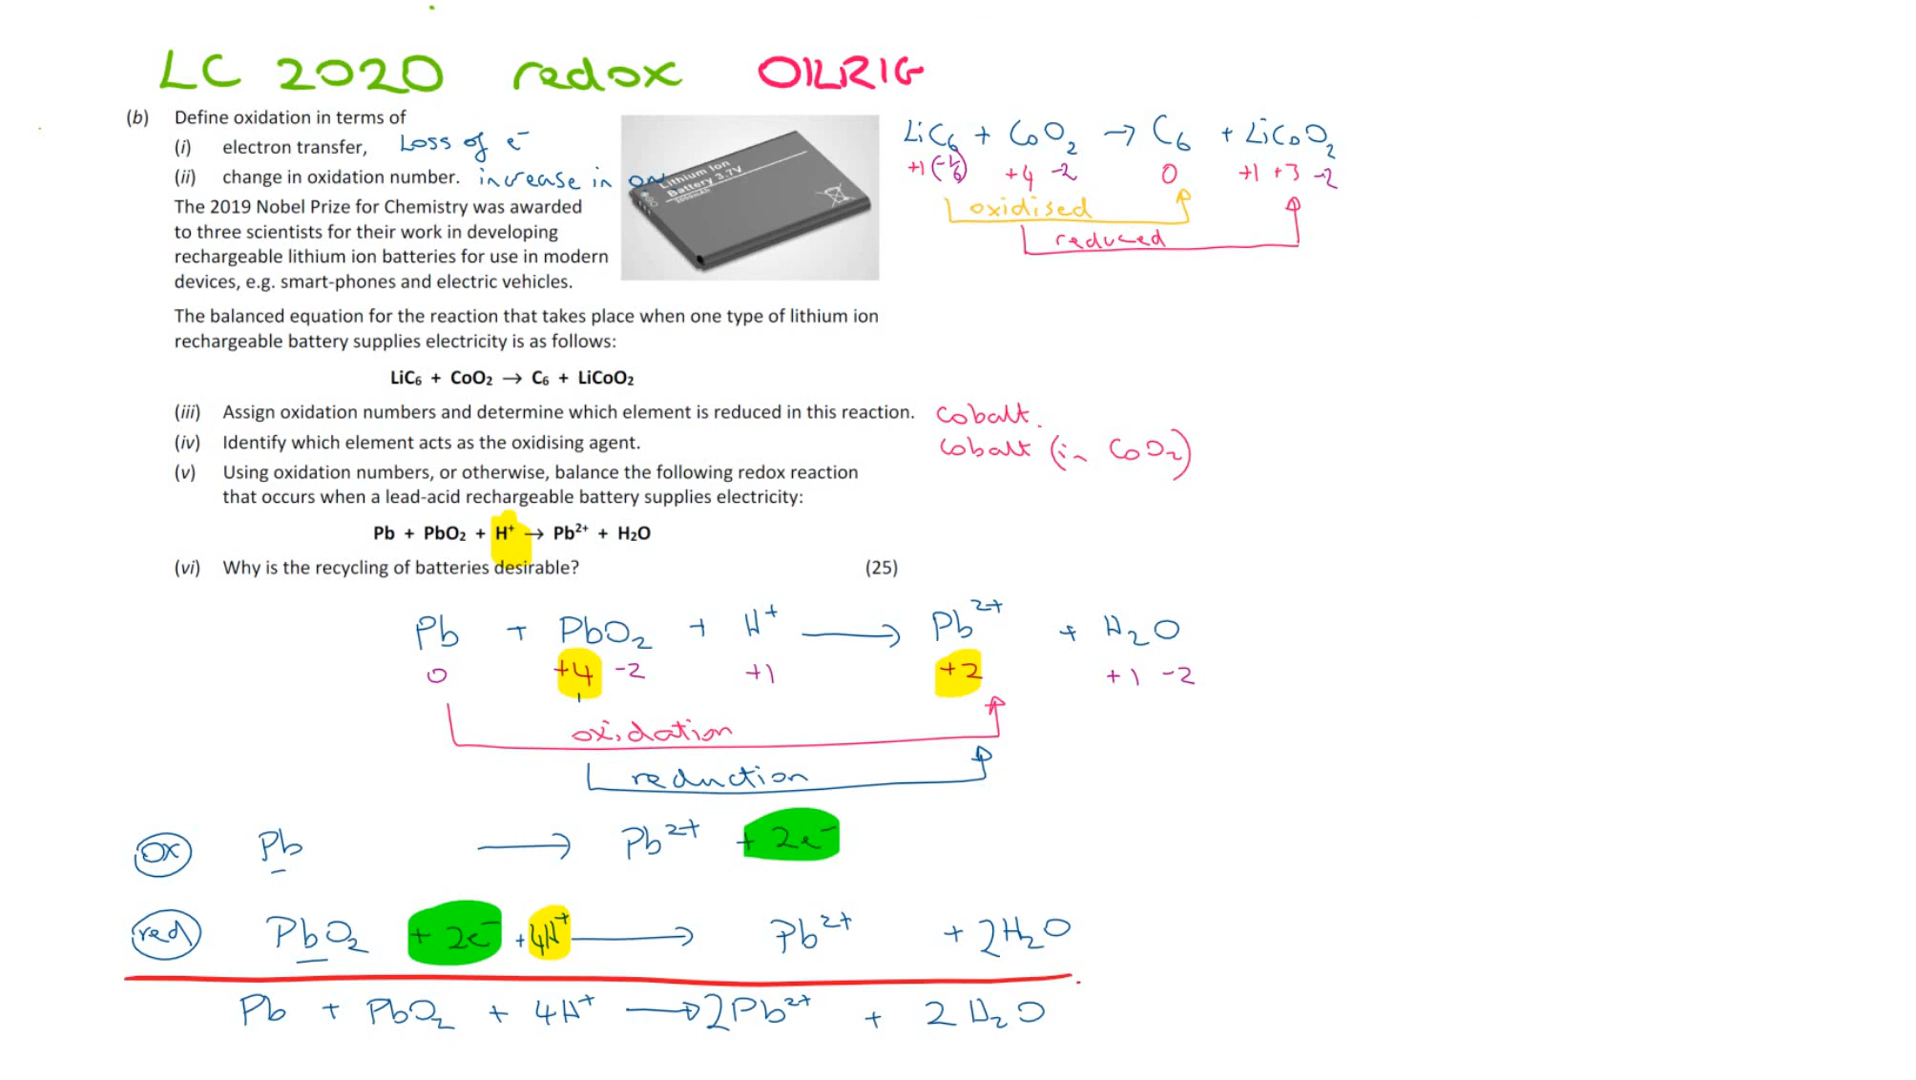 LC 2020 redox OILRIG
(b) Define oxidation in terms of
(i) electron transfer, Loss of e⁻
(ii) change in oxidation number. increase in on
Lithium Ion
Battery 3.7V
The 2019 Nobel Prize for Chemistry was awarded
to three scientists for their work in developing
rechargeable lithium ion batteries for use in modern
devices, e.g. smart-phones and electric vehicles.
LiC₆ + CoO₂ → C₆ + LiCoO₂
+1 (-1/6) +4 -2 0 +1 +3 -2
oxidised
reduced
The balanced equation for the reaction that takes place when one type of lithium ion
rechargeable battery supplies electricity is as follows:
LiC₆ + CoO₂ → C₆ + LiCoO₂
(iii) Assign oxidation numbers and determine which element is reduced in this reaction. cobalt.
(iv) Identify which element acts as the oxidising agent. cobalt (in CoO₂)
(v) Using oxidation numbers, or otherwise, balance the following redox reaction
that occurs when a lead-acid rechargeable battery supplies electricity:
Pb + PbO₂ + H⁺ → Pb²⁺ + H₂O
(vi) Why is the recycling of batteries desirable? (25)
Pb + PbO₂ + H⁺ → Pb²⁺ + H₂O
0 +4 -2 +1 +2 +1 -2
oxidation
reduction
ox Pb → Pb²⁺ + 2e⁻
red PbO₂ + 2e⁻ + 4H⁺ → Pb²⁺ + 2H₂O
Pb + PbO₂ + 4H⁺ → 2Pb²⁺ + 2H₂O